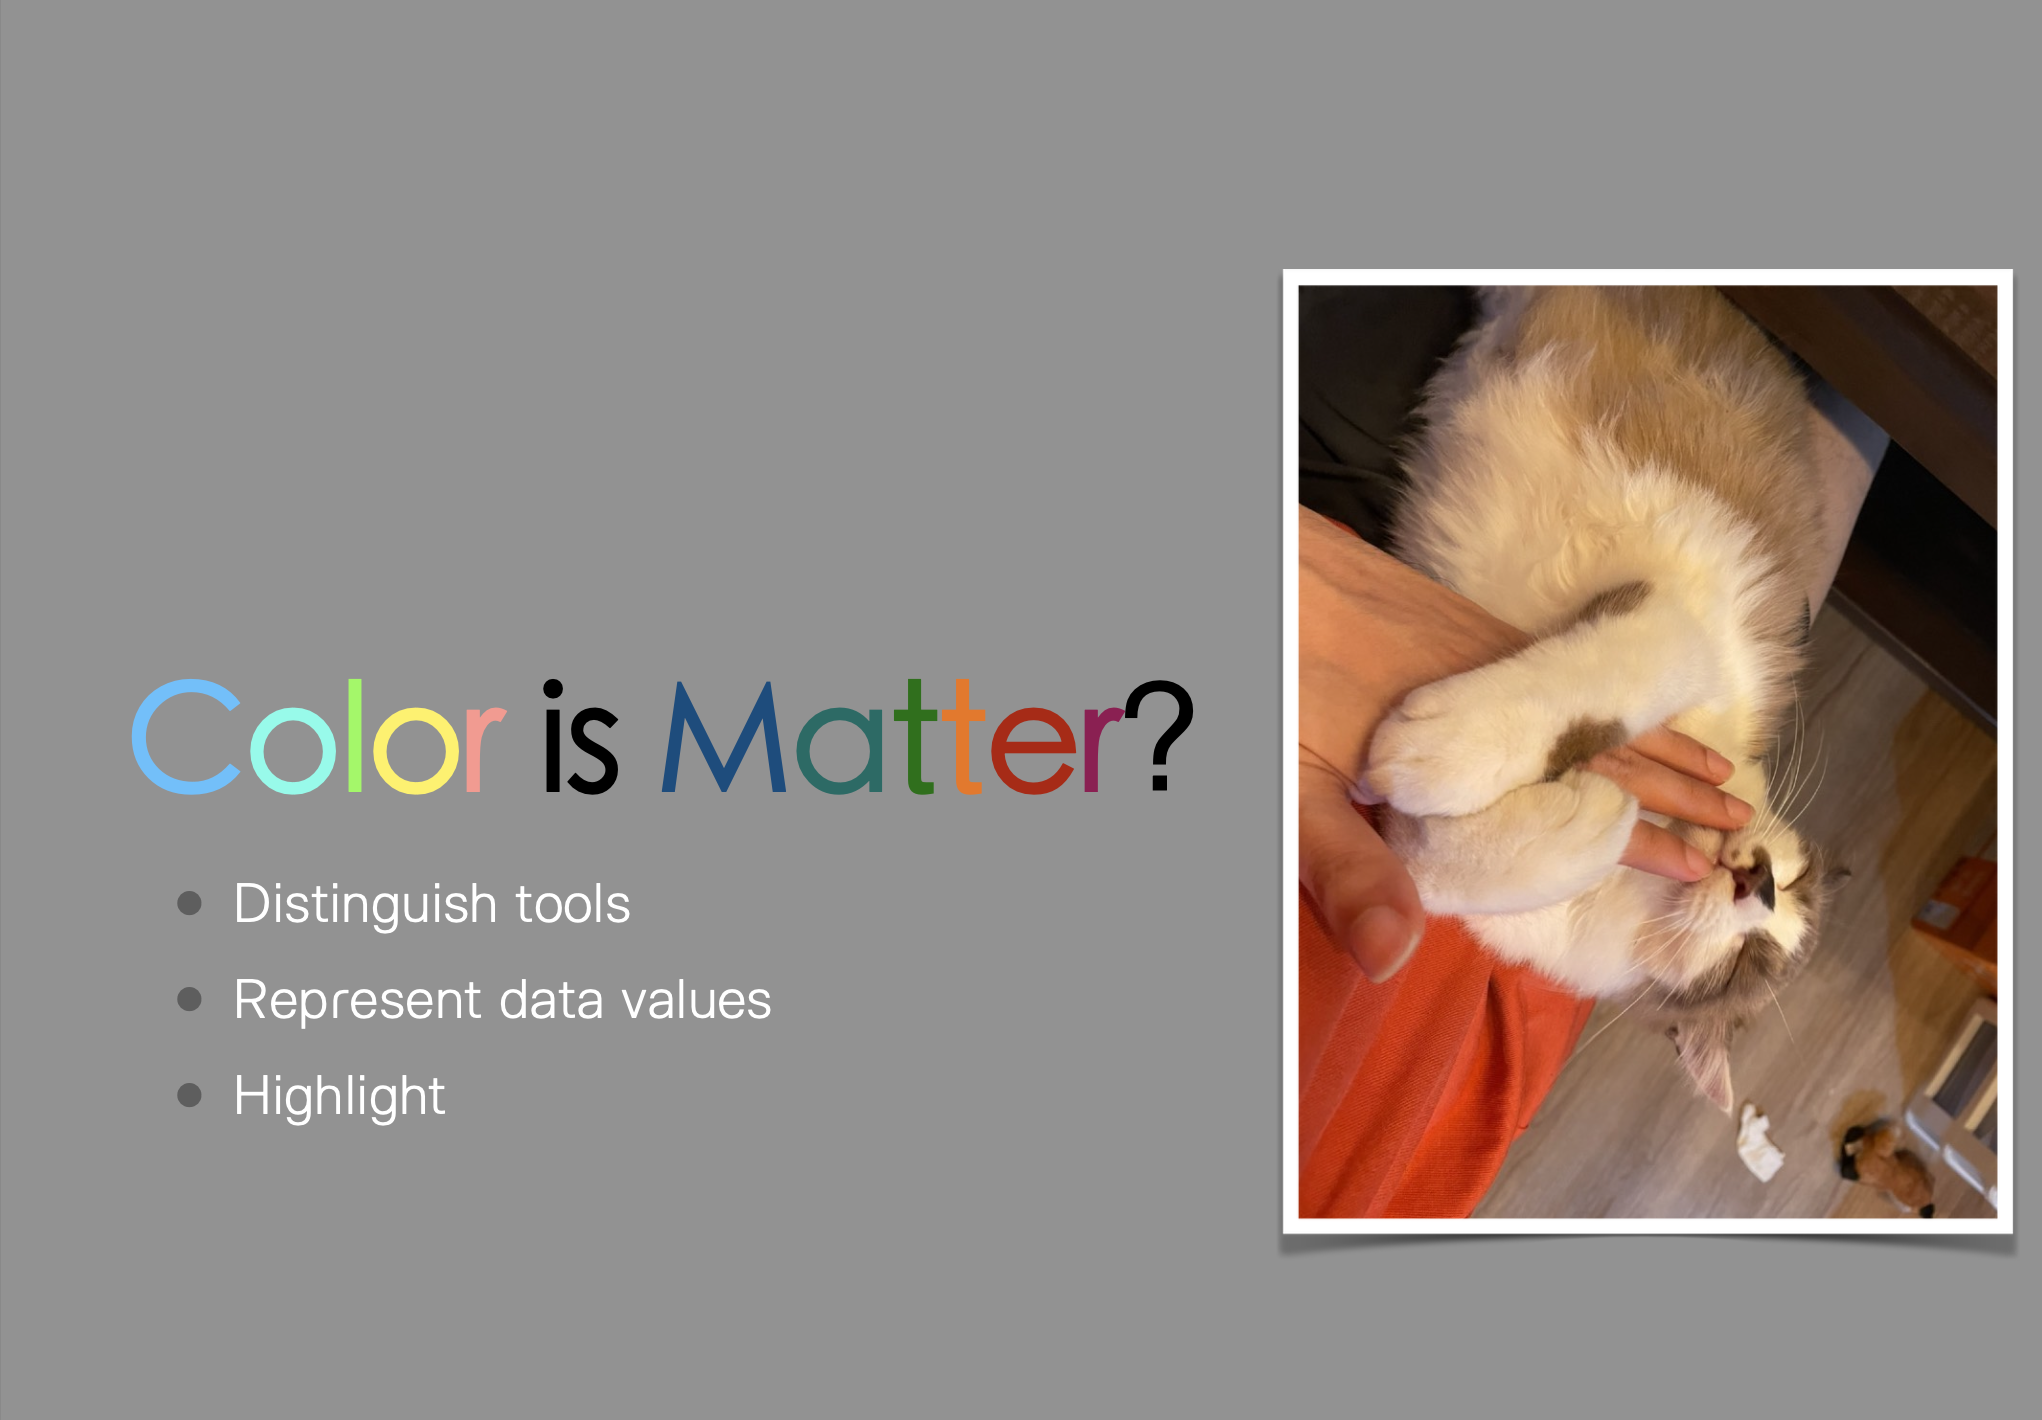 Color is Matter?
Distinguish tools
Represent data values
Highlight